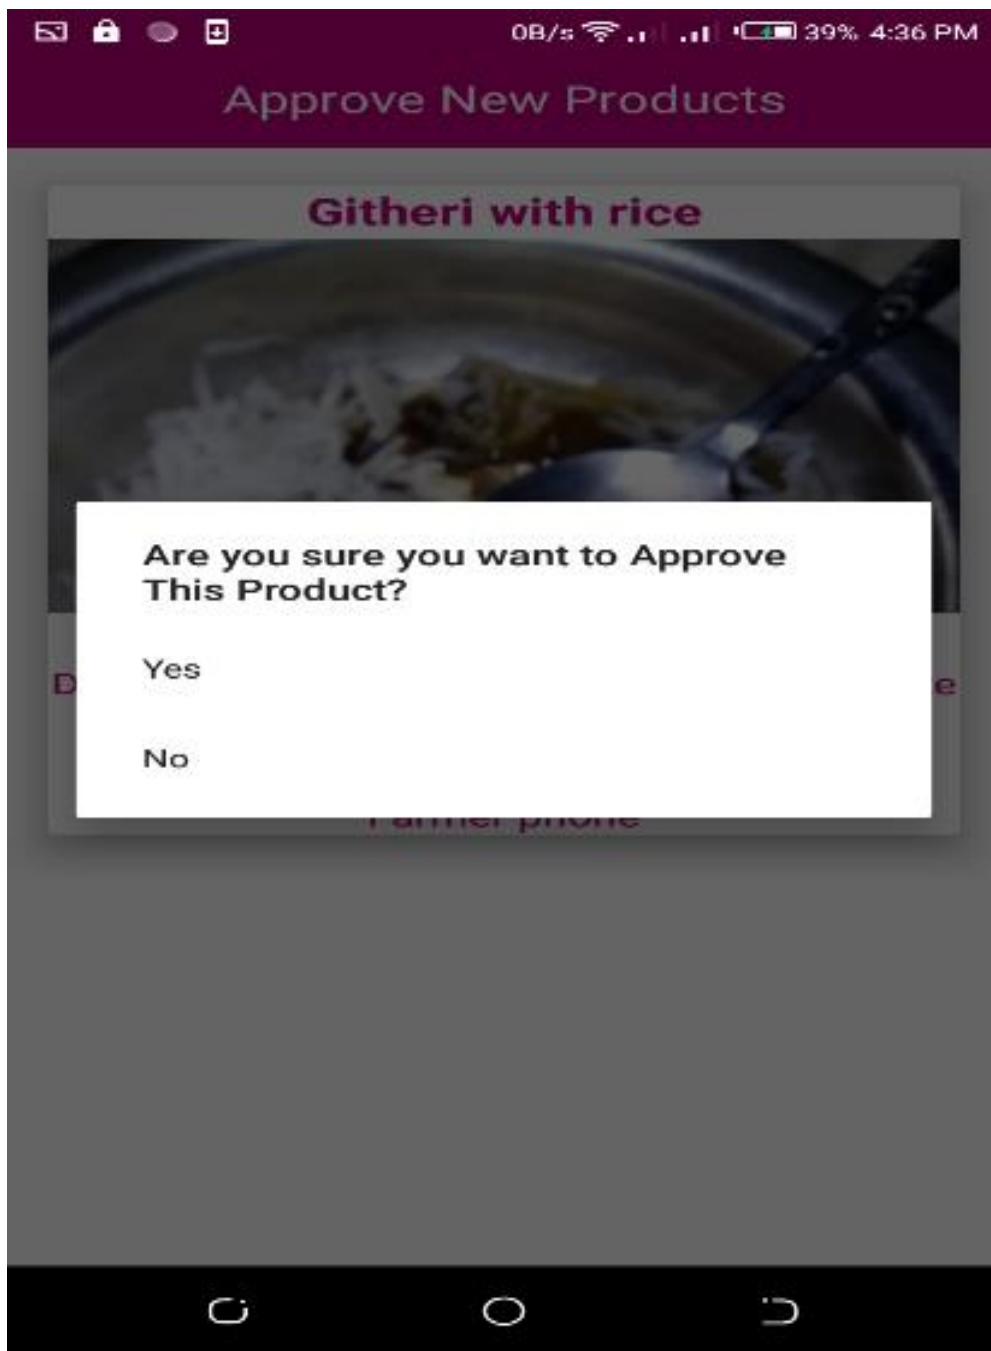 0B/s 39% 4:36 PM
Approve New Products
Githeri with rice
Are you sure you want to Approve
This Product?
Yes
No